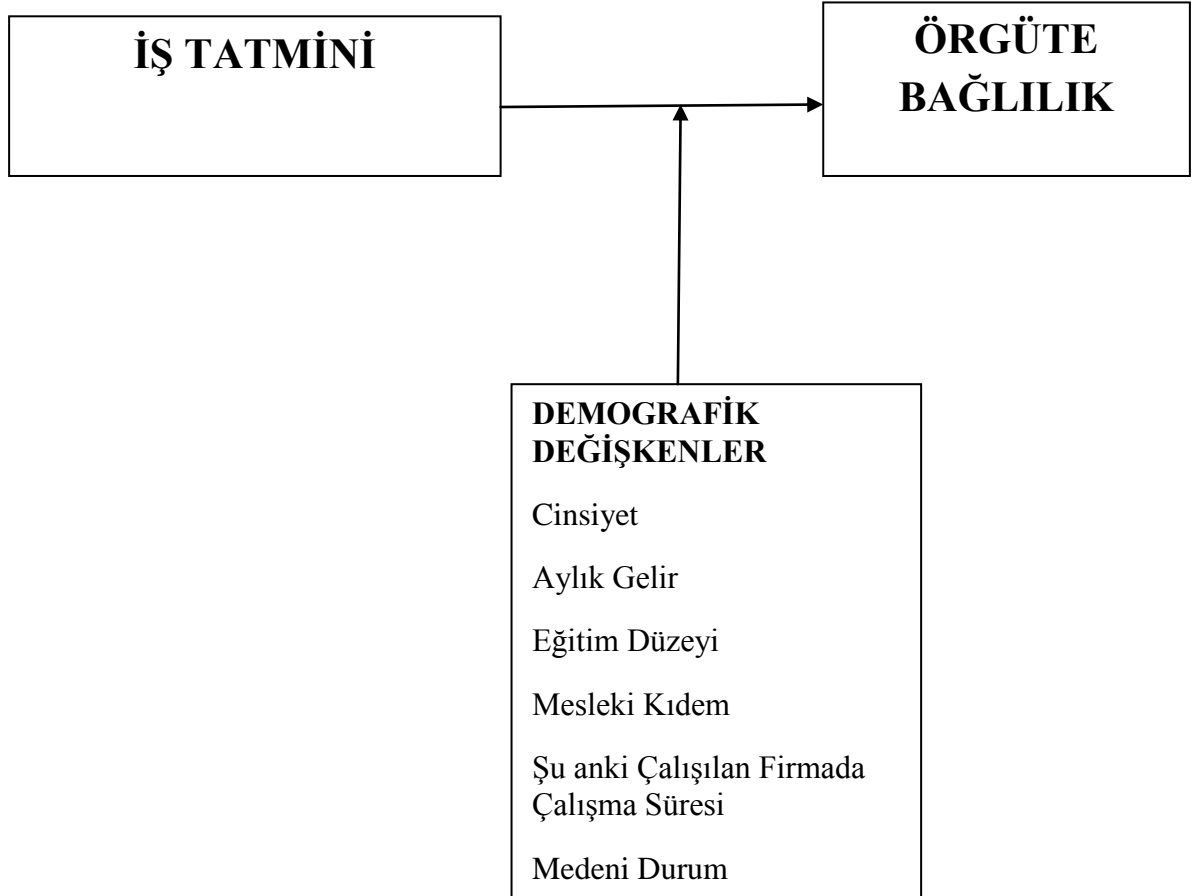 İŞ TATMİNİ
ÖRGÜTE
BAĞLILIK
DEMOGRAFİK
DEĞİŞKENLER
Cinsiyet
Aylık Gelir
Eğitim Düzeyi
Mesleki Kıdem
Şu anki Çalışılan Firmada
Çalışma Süresi
Medeni Durum